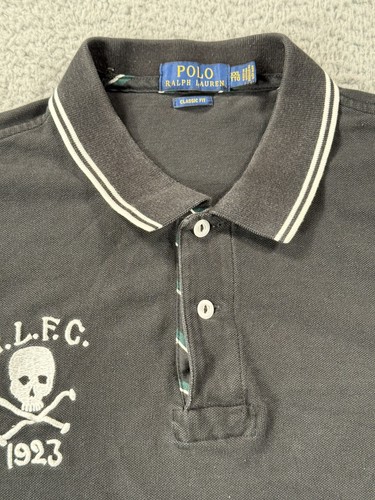 POLO
RALPH LAUREN
CLASSIC FIT
.L.F.C.
1923